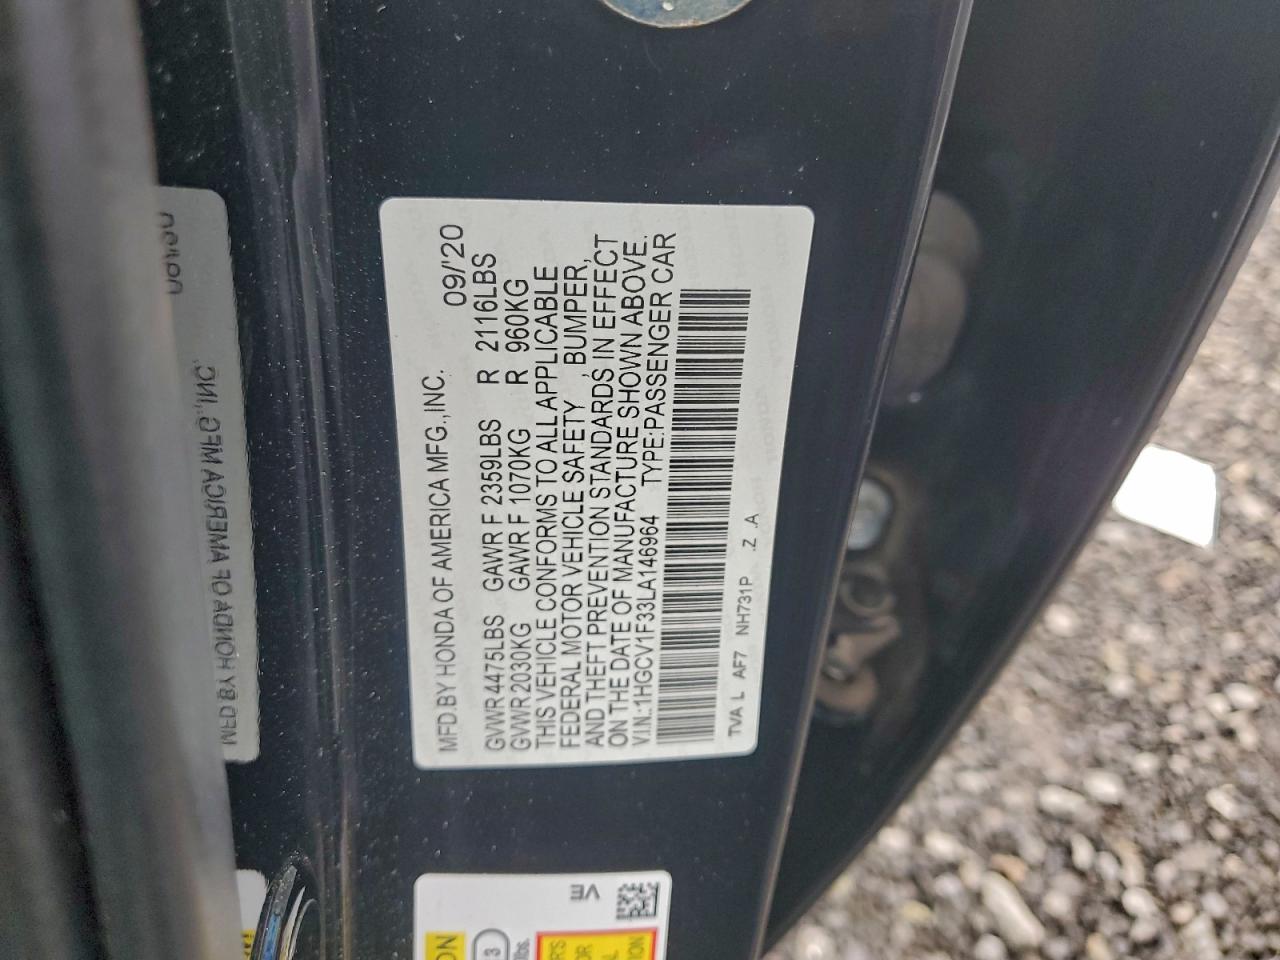 MFD.BY HONDA OF AMERICA MFG.,INC. 09/'20
GVWR 4475LBS GAWR F 2359LBS R 2116LBS
GVWR 2030KG GAWR F 1070KG R 960KG
THIS VEHICLE CONFORMS TO ALL APPLICABLE
FEDERAL MOTOR VEHICLE SAFETY , BUMPER,
AND THEFT PREVENTION STANDARDS IN EFFECT
ON THE DATE OF MANUFACTURE SHOWN ABOVE.
V.I.N.:1HGCV1F33LA146964 TYPE:PASSENGER CAR
TVA L AF7 NH731P .Z .A
MFD BY HONDA OF AMERICA MFG.,INC.
3
lbs.